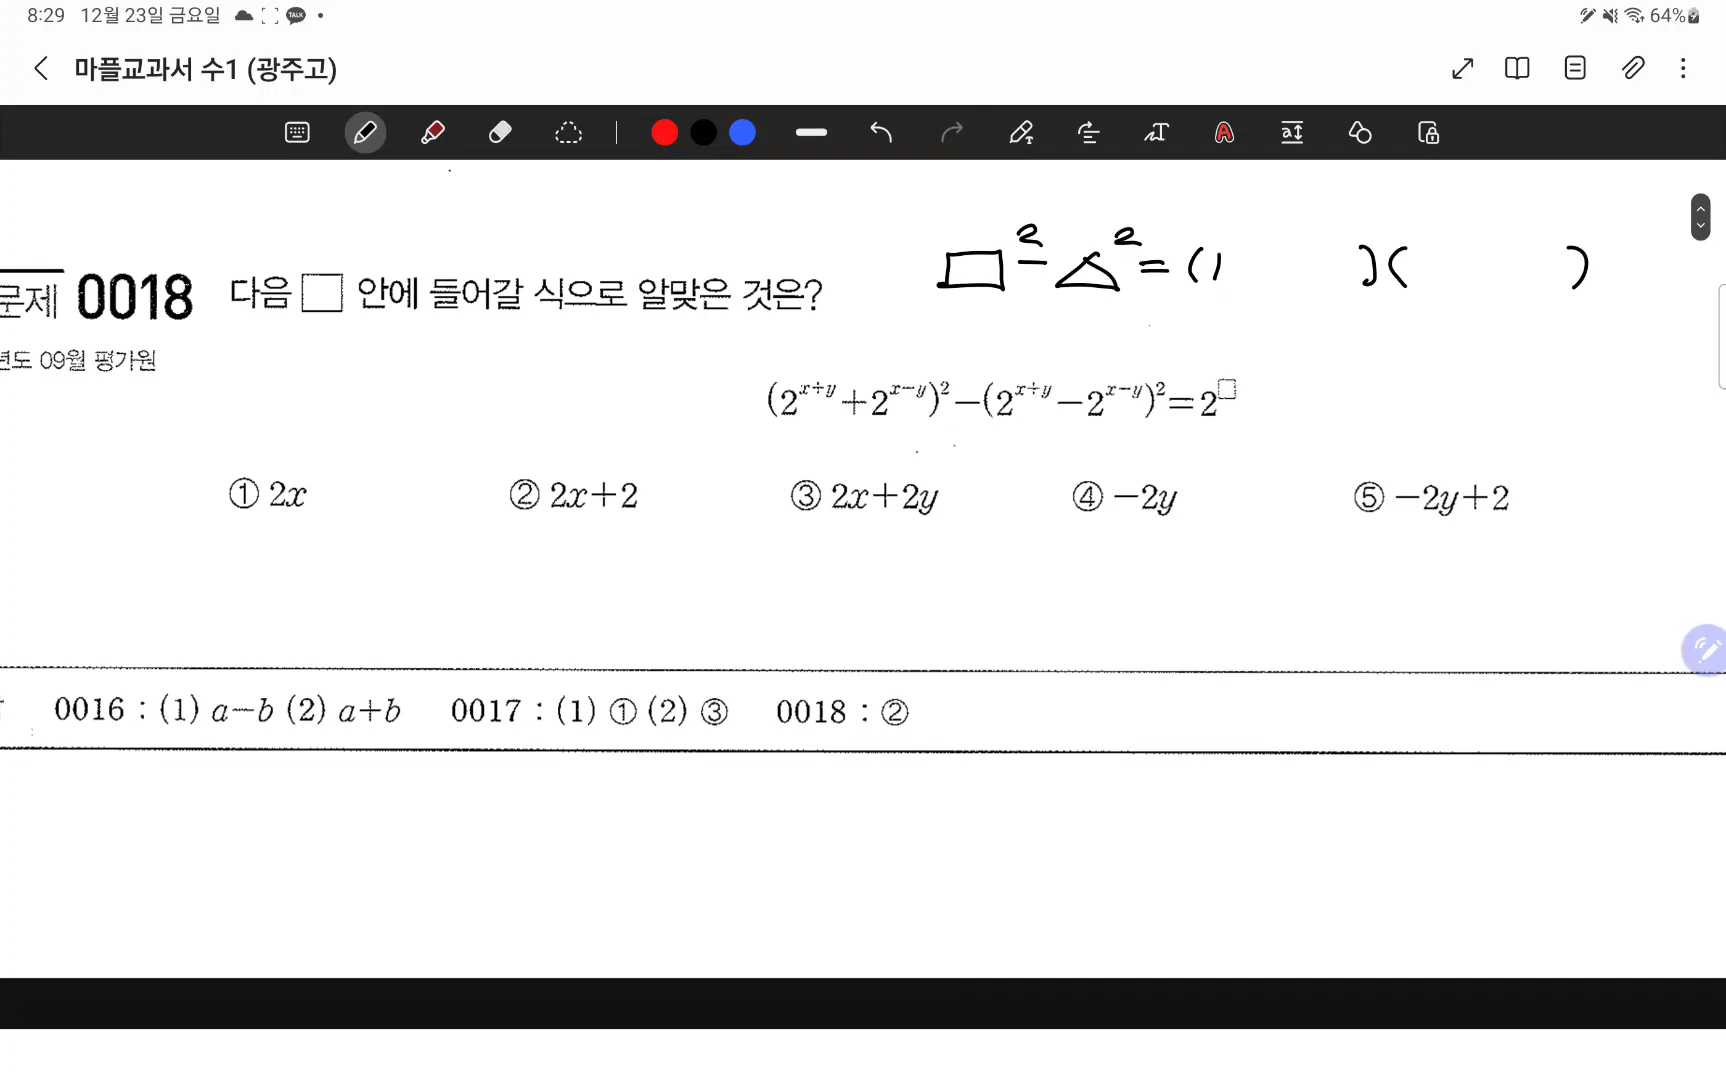 8:29 12월 23일 금요일 TALK 64%
마플교과서 수1 (광주고)
□² - △² = ( ) ( )
문제 0018 다음 □ 안에 들어갈 식으로 알맞은 것은?
년도 09월 평가원
(2^{x+y}+2^{x-y})²-(2^{x+y}-2^{x-y})²=2^□
① 2x ② 2x+2 ③ 2x+2y ④ -2y ⑤ -2y+2
0016 : (1) a-b (2) a+b 0017 : (1) ① (2) ③ 0018 : ②